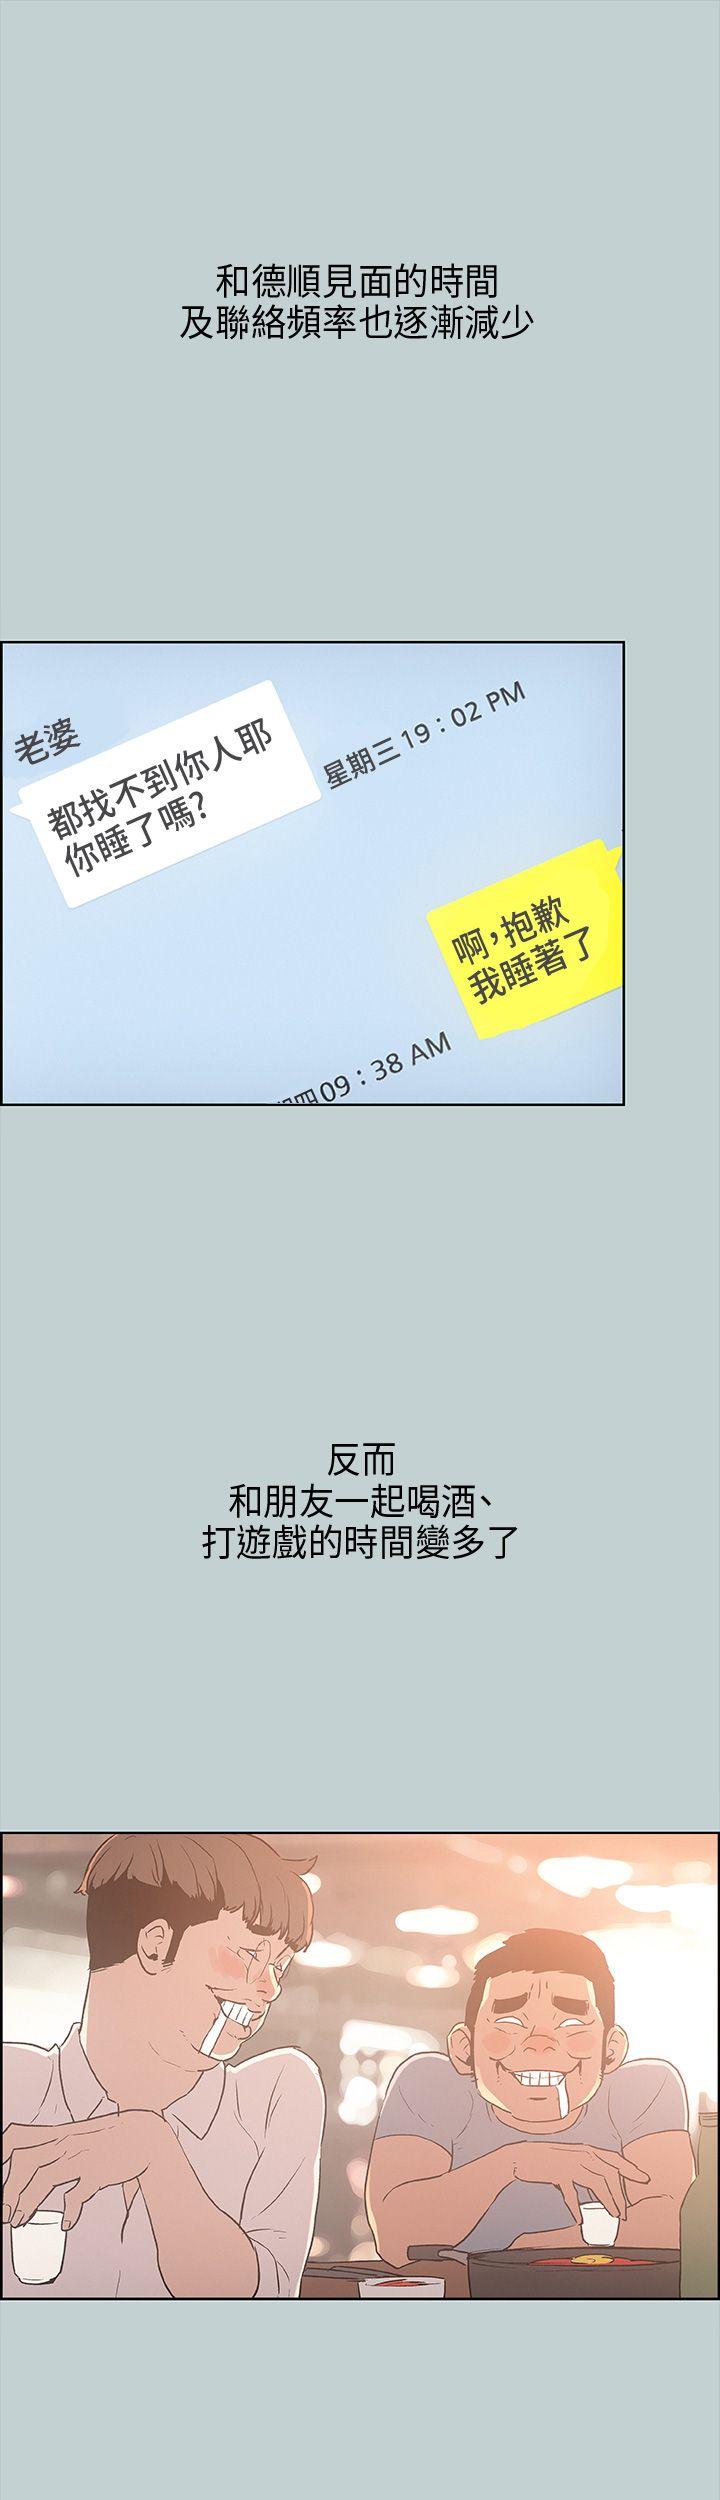 和德順見面的時間
及聯絡頻率也逐漸減少
老婆
都找不到你人耶
你睡了嗎?
星期三 19:02 PM
啊,抱歉
我睡著了
期四 09:38 AM
反而
和朋友一起喝酒、
打遊戲的時間變多了